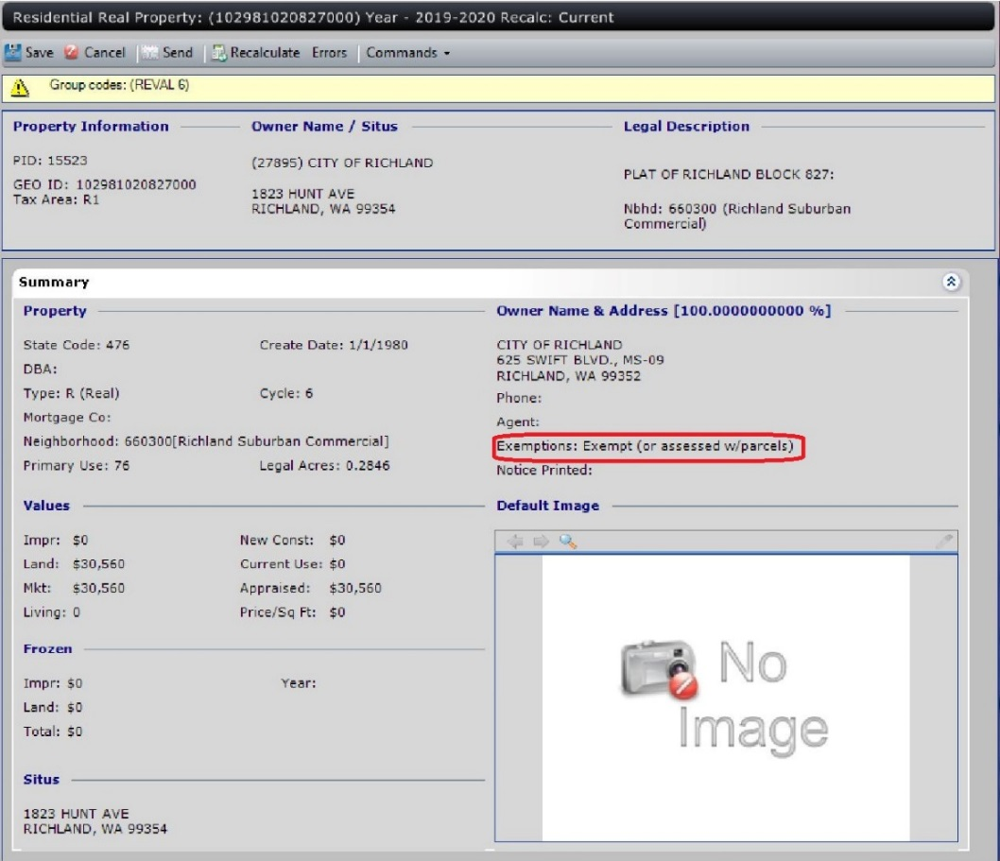 Residential Real Property: (102981020827000) Year - 2019-2020 Recalc: Current
Save Cancel Send Recalculate Errors Commands
Group codes: (REVAL 6)
Property Information
PID: 15523
GEO ID: 102981020827000
Tax Area: R1
Owner Name / Situs
(27895) CITY OF RICHLAND
1823 HUNT AVE
RICHLAND, WA 99354
Legal Description
PLAT OF RICHLAND BLOCK 827:
Nbhd: 660300 (Richland Suburban
Commercial)
Summary
Property
State Code: 476 Create Date: 1/1/1980
DBA:
Type: R (Real) Cycle: 6
Mortgage Co:
Neighborhood: 660300[Richland Suburban Commercial]
Primary Use: 76 Legal Acres: 0.2846
Owner Name & Address [100.0000000000 %]
CITY OF RICHLAND
625 SWIFT BLVD., MS-09
RICHLAND, WA 99352
Phone:
Agent:
Exemptions: Exempt (or assessed w/parcels)
Notice Printed:
Values
Impr: $0 New Const: $0
Land: $30,560 Current Use: $0
Mkt: $30,560 Appraised: $30,560
Living: 0 Price/Sq Ft: $0
Frozen
Impr: $0 Year:
Land: $0
Total: $0
Situs
1823 HUNT AVE
RICHLAND, WA 99354
Default Image
No
Image